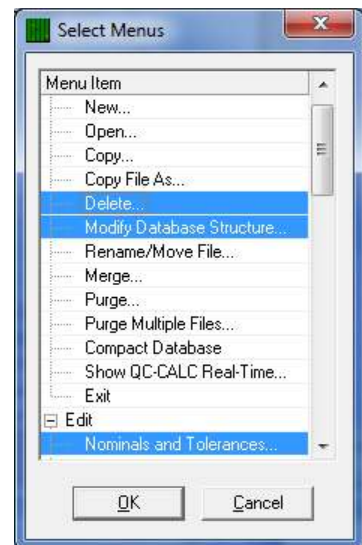 Select Menus
Menu Item
New...
Open...
Copy...
Copy File As...
Delete...
Modify Database Structure...
Rename/Move File...
Merge...
Purge...
Purge Multiple Files...
Compact Database
Show QC-CALC Real-Time...
Exit
Edit
Nominals and Tolerances...
OK Cancel